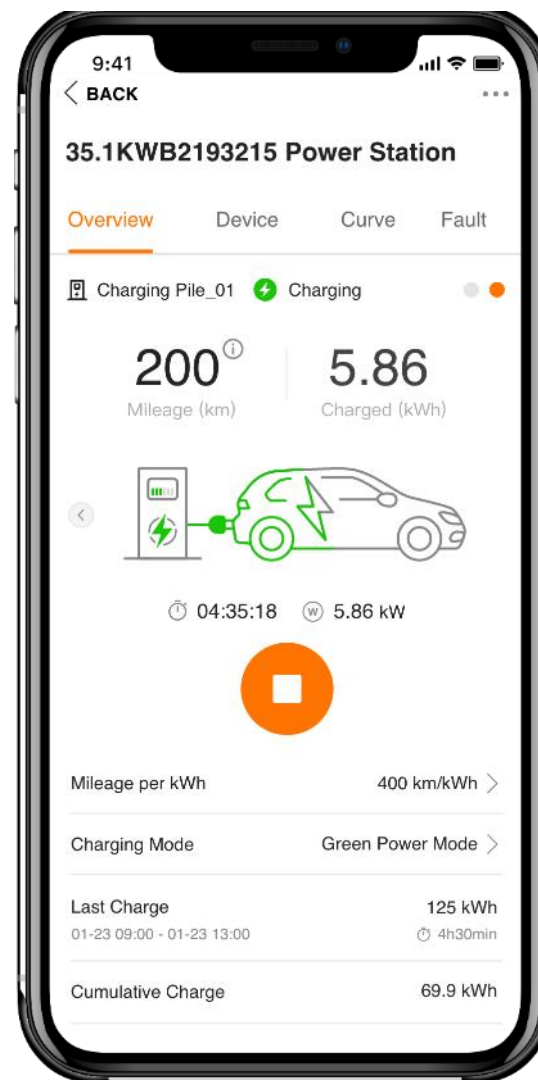 9:41
BACK
35.1KWB2193215 Power Station
Overview Device Curve Fault
Charging Pile_01 Charging
200 5.86
Mileage (km) Charged (kWh)
04:35:18 W 5.86 kW
Mileage per kWh 400 km/kWh
Charging Mode Green Power Mode
Last Charge 125 kWh
01-23 09:00 - 01-23 13:00 4h30min
Cumulative Charge 69.9 kWh